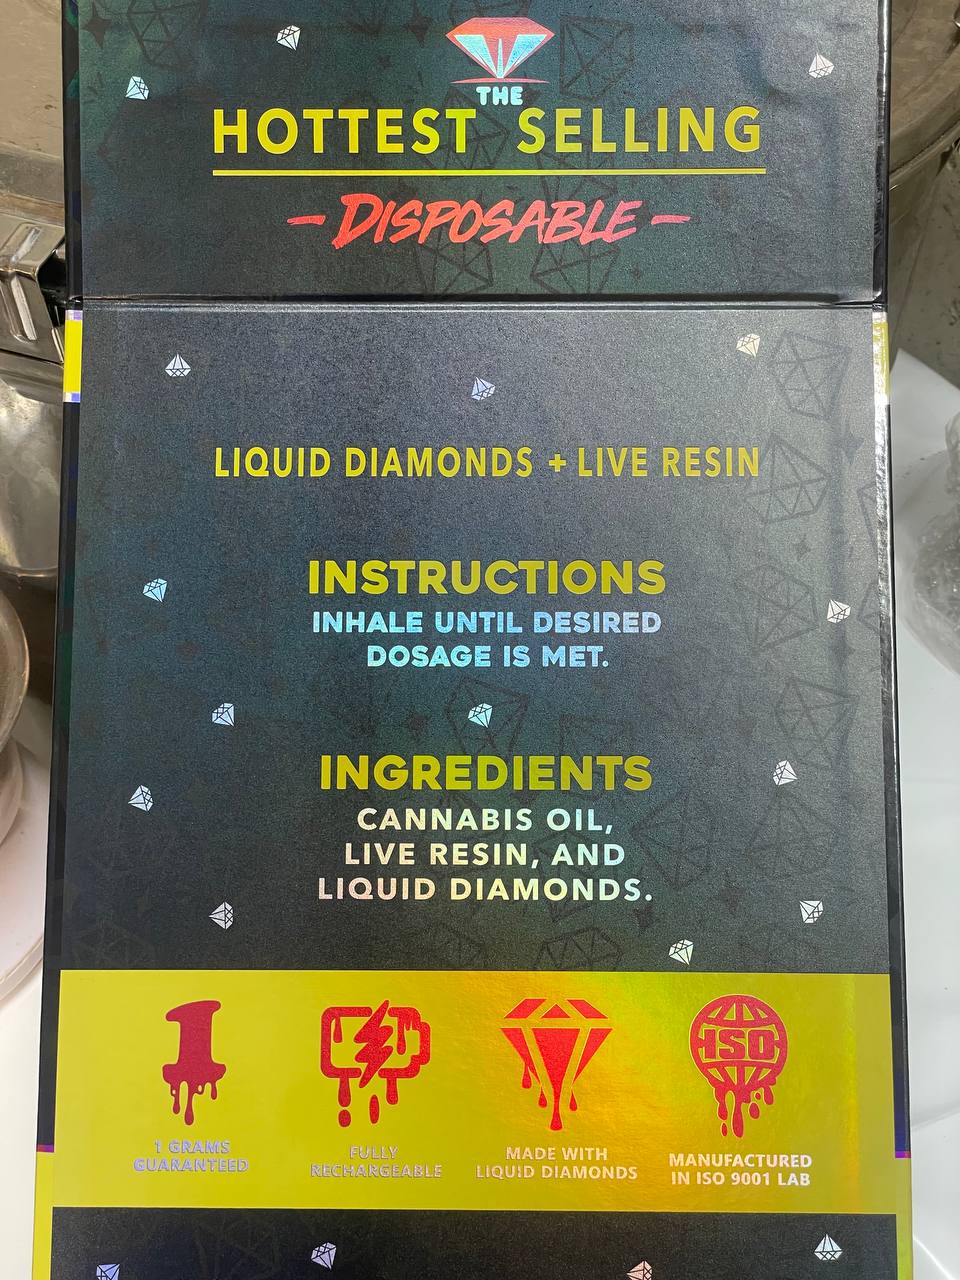 THE
HOTTEST SELLING
- DISPOSABLE -
LIQUID DIAMONDS + LIVE RESIN
INSTRUCTIONS
INHALE UNTIL DESIRED
DOSAGE IS MET.
INGREDIENTS
CANNABIS OIL,
LIVE RESIN, AND
LIQUID DIAMONDS.
1
ISO
1 GRAMS
GUARANTEED
FULLY
RECHARGEABLE
MADE WITH
LIQUID DIAMONDS
MANUFACTURED
IN ISO 9001 LAB